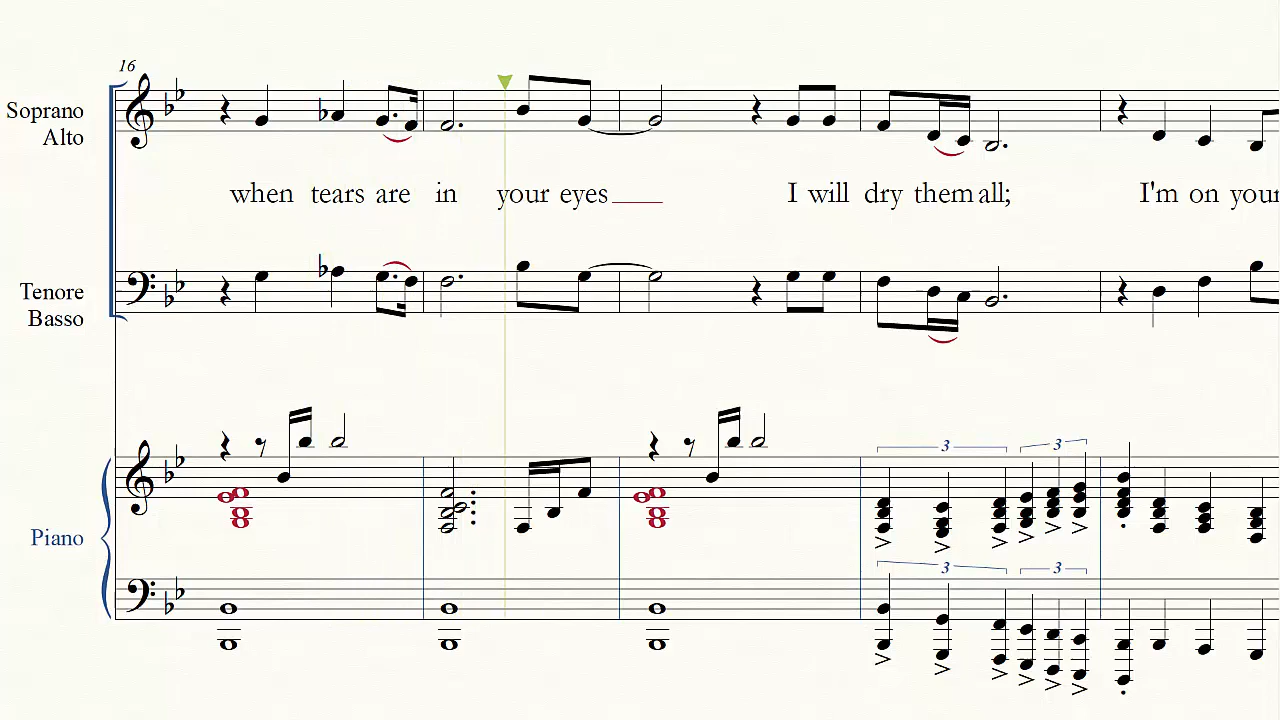 16
Soprano
Alto
when tears are in your eyes I will dry them all; I'm on your
Tenore
Basso
3 3
Piano
3 3